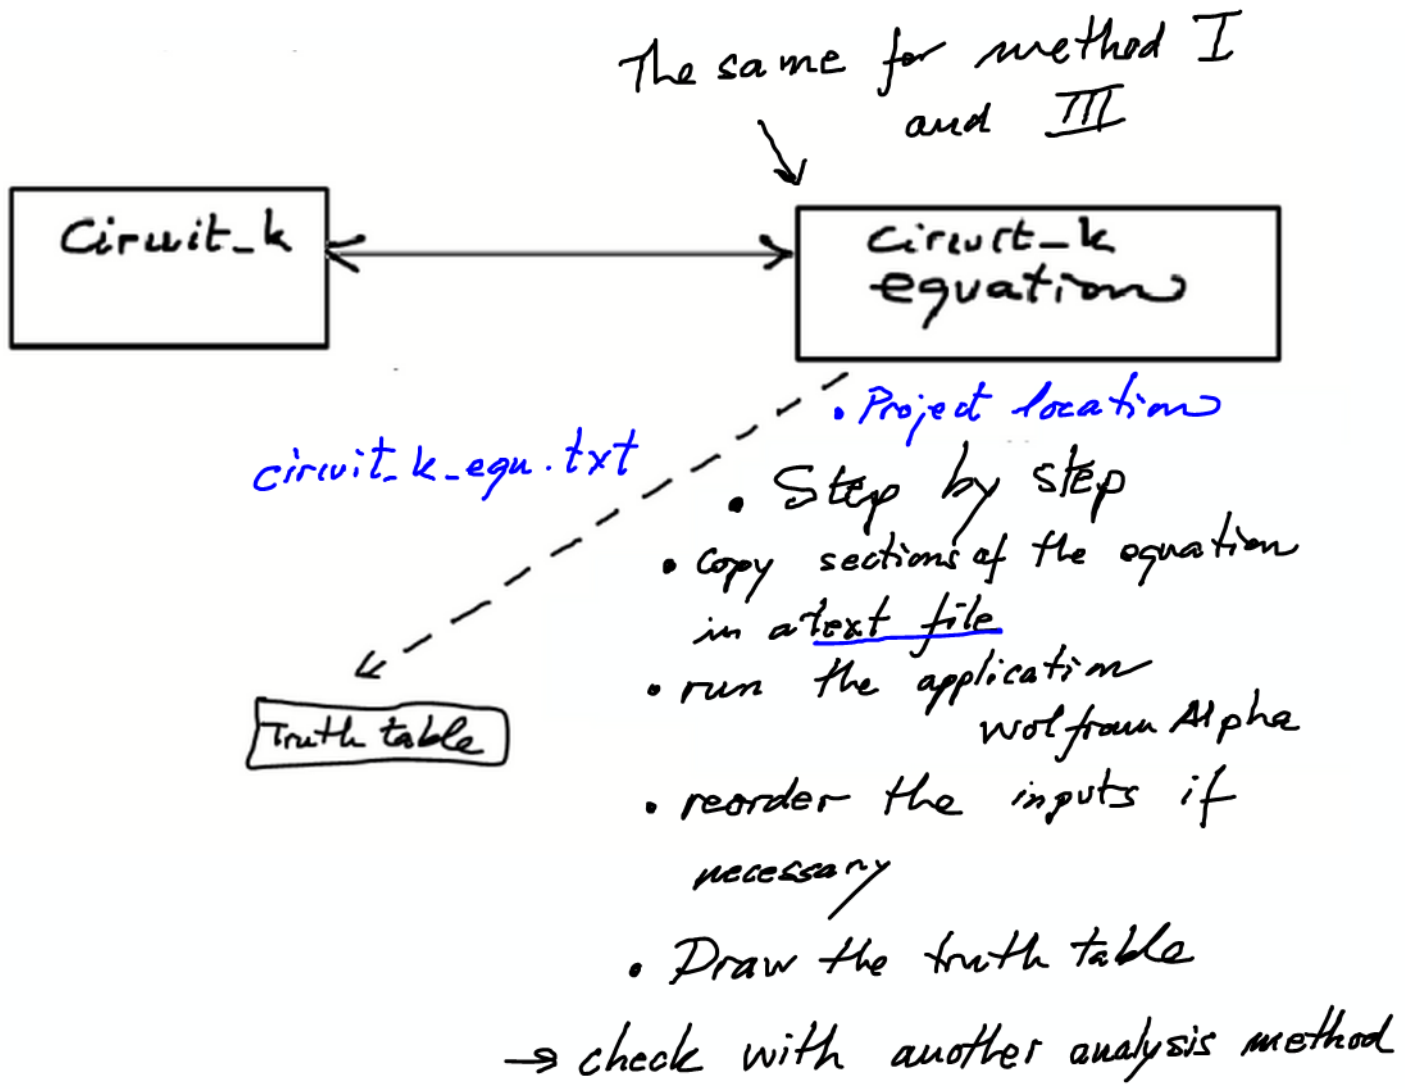 The same for method I
and III
Circuit_k
Circuit_k
equation
• Project location
circuit_k_equ.txt
• Step by step
• copy sections of the equation
in a text file
• run the application
Wolfram Alpha
• reorder the inputs if
necessary
Truth table
• Draw the truth table
→ check with another analysis method